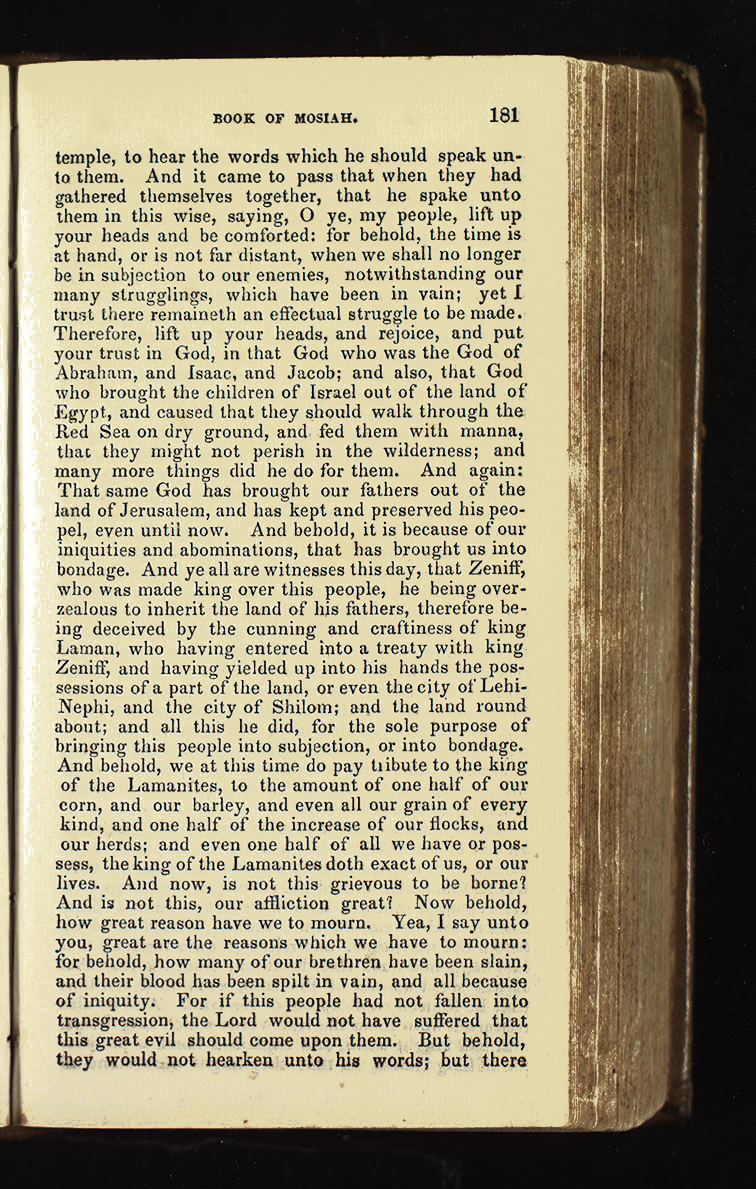 BOOK OF MOSIAH. 181
temple, to hear the words which he should speak un-
to them. And it came to pass that when they had
gathered themselves together, that he spake unto
them in this wise, saying, O ye, my people, lift up
your heads and be comforted: for behold, the time is
at hand, or is not far distant, when we shall no longer
be in subjection to our enemies, notwithstanding our
many strugglings, which have been in vain; yet I
trust there remaineth an effectual struggle to be made.
Therefore, lift up your heads, and rejoice, and put
your trust in God, in that God who was the God of
Abraham, and Isaac, and Jacob; and also, that God
who brought the children of Israel out of the land of
Egypt, and caused that they should walk through the
Red Sea on dry ground, and fed them with manna,
that they might not perish in the wilderness; and
many more things did he do for them. And again:
That same God has brought our fathers out of the
land of Jerusalem, and has kept and preserved his peo-
pel, even until now. And behold, it is because of our
iniquities and abominations, that has brought us into
bondage. And ye all are witnesses this day, that Zeniff,
who was made king over this people, he being over-
zealous to inherit the land of his fathers, therefore be-
ing deceived by the cunning and craftiness of king
Laman, who having entered into a treaty with king
Zeniff, and having yielded up into his hands the pos-
sessions of a part of the land, or even the city of Lehi-
Nephi, and the city of Shilom; and the land round
about; and all this he did, for the sole purpose of
bringing this people into subjection, or into bondage.
And behold, we at this time do pay tribute to the king
of the Lamanites, to the amount of one half of our
corn, and our barley, and even all our grain of every
kind, and one half of the increase of our flocks, and
our herds; and even one half of all we have or pos-
sess, the king of the Lamanites doth exact of us, or our
lives. And now, is not this grievous to be borne?
And is not this, our affliction great? Now behold,
how great reason have we to mourn. Yea, I say unto
you, great are the reasons which we have to mourn:
for behold, how many of our brethren have been slain,
and their blood has been spilt in vain, and all because
of iniquity. For if this people had not fallen into
transgression, the Lord would not have suffered that
this great evil should come upon them. But behold,
they would not hearken unto his words; but there